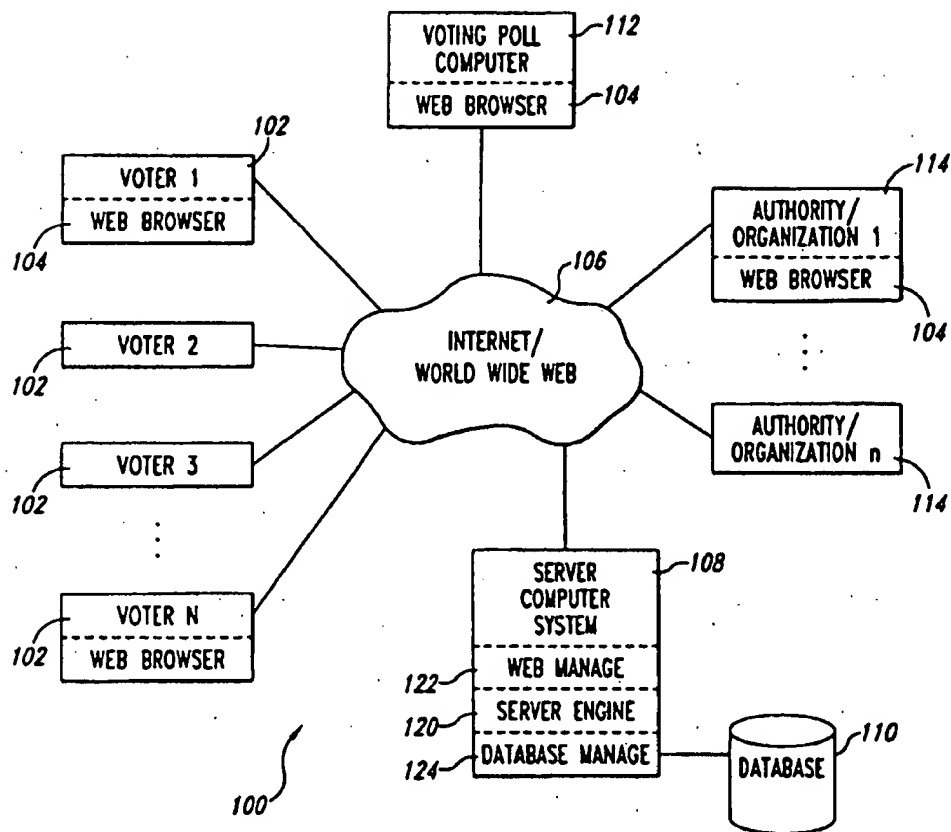 112
VOTING POLL
COMPUTER
WEB BROWSER
104
102
VOTER 1
WEB BROWSER
104
114
AUTHORITY/
ORGANIZATION 1
WEB BROWSER
104
106
INTERNET/
WORLD WIDE WEB
VOTER 2
102
VOTER 3
102
AUTHORITY/
ORGANIZATION n
114
VOTER N
102
WEB BROWSER
108
SERVER
COMPUTER
SYSTEM
122
WEB MANAGE
120
SERVER ENGINE
124
DATABASE MANAGE
110
DATABASE
100